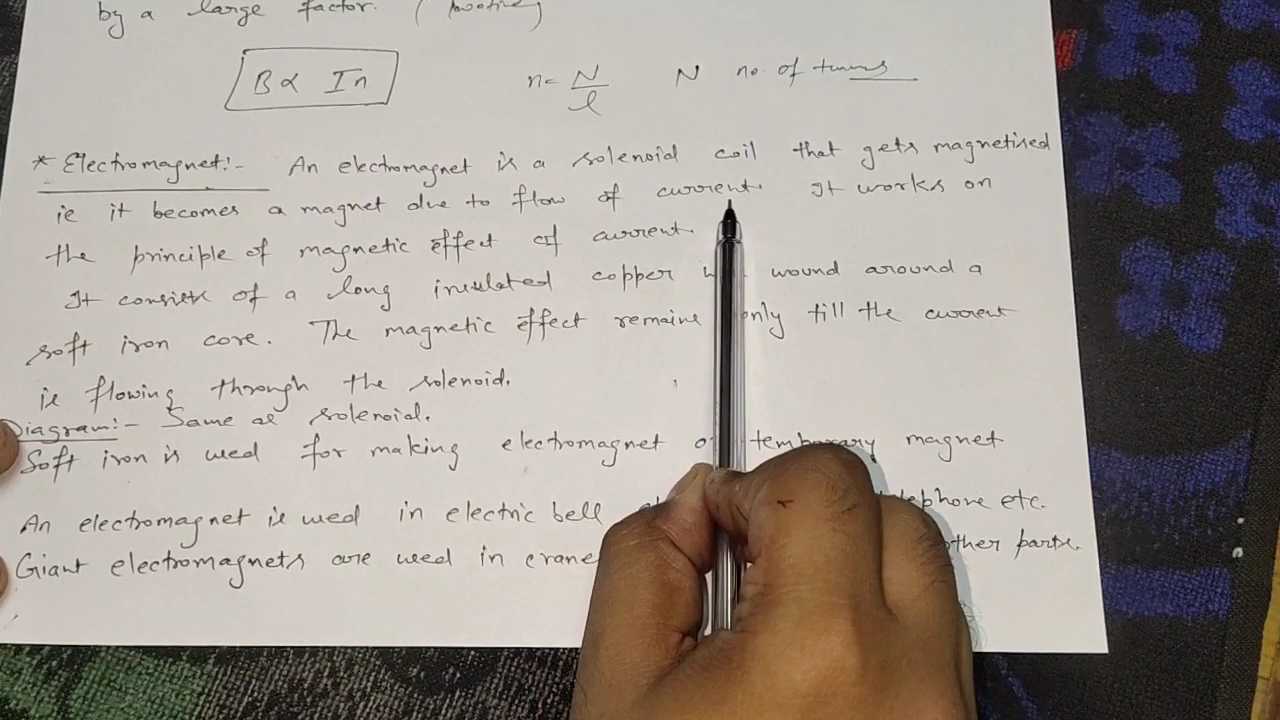 by a large factor. (
B ∝ In
n = N/l N no. of turns
* Electromagnet:- An electromagnet is a solenoid coil that gets magnetised
ie it becomes a magnet due to flow of current. It works on
the principle of magnetic effect of current.
It consists of a long insulated copper wound around a
soft iron core. The magnetic effect remains only till the current
is flowing through the solenoid.
Diagram:- Same as solenoid.
Soft iron is used for making electromagnet or temporary magnet
An electromagnet is used in electric bell etc.
Giant electromagnets are used in crane other parts.